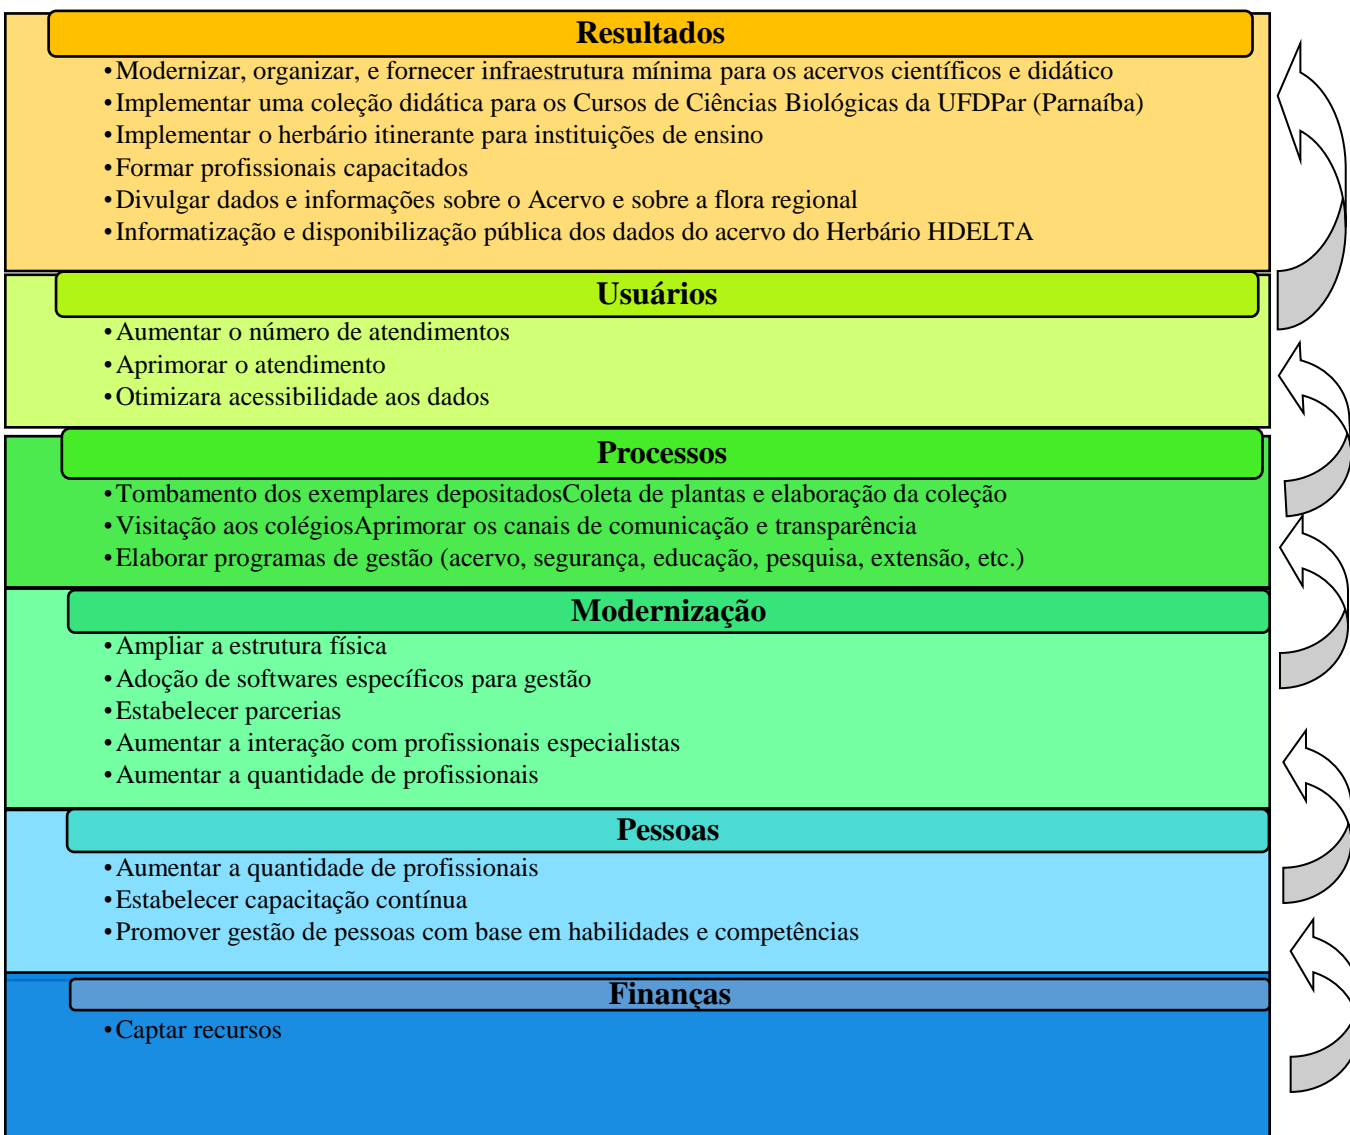 Resultados
•Modernizar, organizar, e fornecer infraestrutura mínima para os acervos científicos e didático
•Implementar uma coleção didática para os Cursos de Ciências Biológicas da UFDPar (Parnaíba)
•Implementar o herbário itinerante para instituições de ensino
•Formar profissionais capacitados
•Divulgar dados e informações sobre o Acervo e sobre a flora regional
•Informatização e disponibilização pública dos dados do acervo do Herbário HDELTA
Usuários
•Aumentar o número de atendimentos
•Aprimorar o atendimento
•Otimizara acessibilidade aos dados
Processos
•Tombamento dos exemplares depositadosColeta de plantas e elaboração da coleção
•Visitação aos colégiosAprimorar os canais de comunicação e transparência
•Elaborar programas de gestão (acervo, segurança, educação, pesquisa, extensão, etc.)
Modernização
•Ampliar a estrutura física
•Adoção de softwares específicos para gestão
•Estabelecer parcerias
•Aumentar a interação com profissionais especialistas
•Aumentar a quantidade de profissionais
Pessoas
•Aumentar a quantidade de profissionais
•Estabelecer capacitação contínua
•Promover gestão de pessoas com base em habilidades e competências
Finanças
•Captar recursos